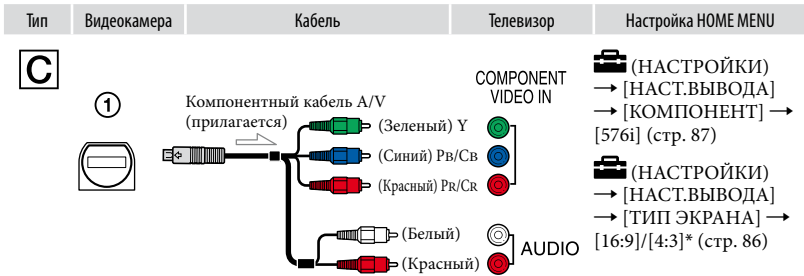 Тип Видеокамера Кабель Телевизор Настройка HOME MENU
C
1
Компонентный кабель A/V
(прилагается)
(Зеленый) Y
(Синий) PB/CB
(Красный) PR/CR
(Белый)
(Красный)
COMPONENT
VIDEO IN
AUDIO
(НАСТРОЙКИ)
→ [НАСТ.ВЫВОДА]
→ [КОМПОНЕНТ] →
[576i] (стр. 87)
(НАСТРОЙКИ)
→ [НАСТ.ВЫВОДА]
→ [ТИП ЭКРАНА] →
[16:9]/[4:3]* (стр. 86)